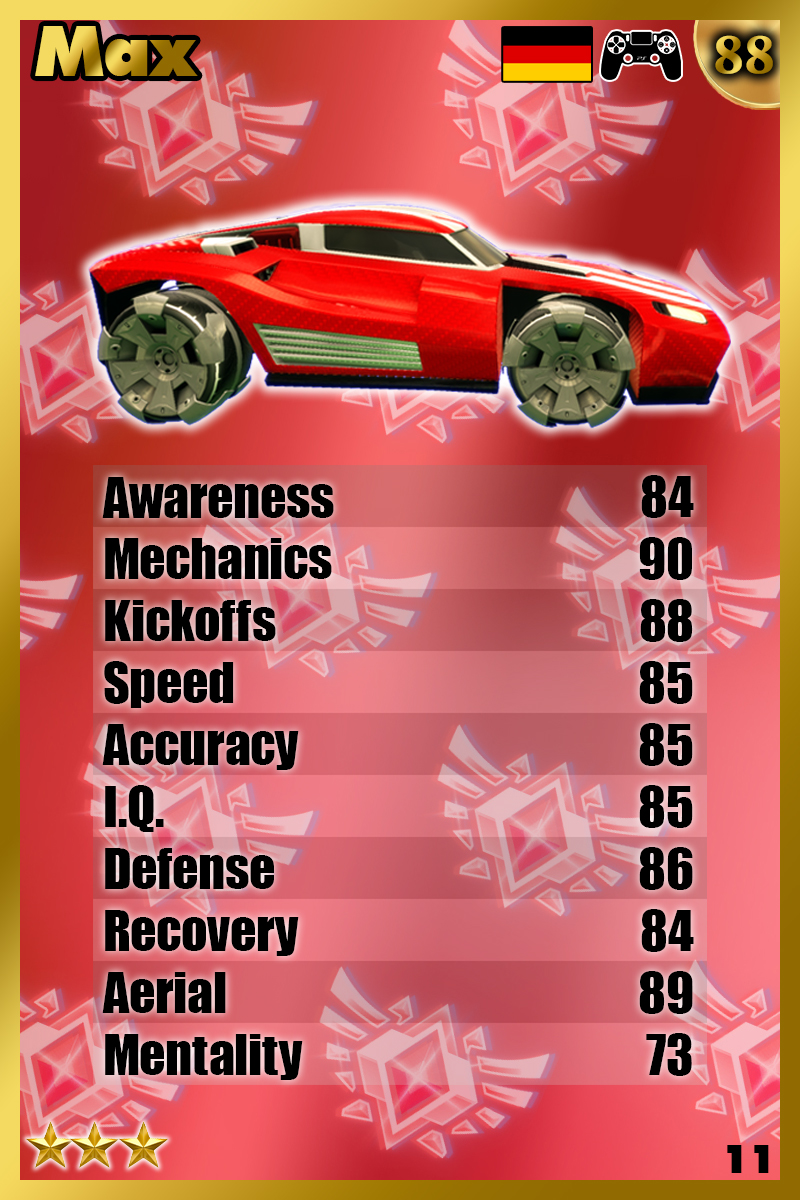 Max 88
Awareness 84
Mechanics 90
Kickoffs 88
Speed 85
Accuracy 85
I.Q. 85
Defense 86
Recovery 84
Aerial 89
Mentality 73
11